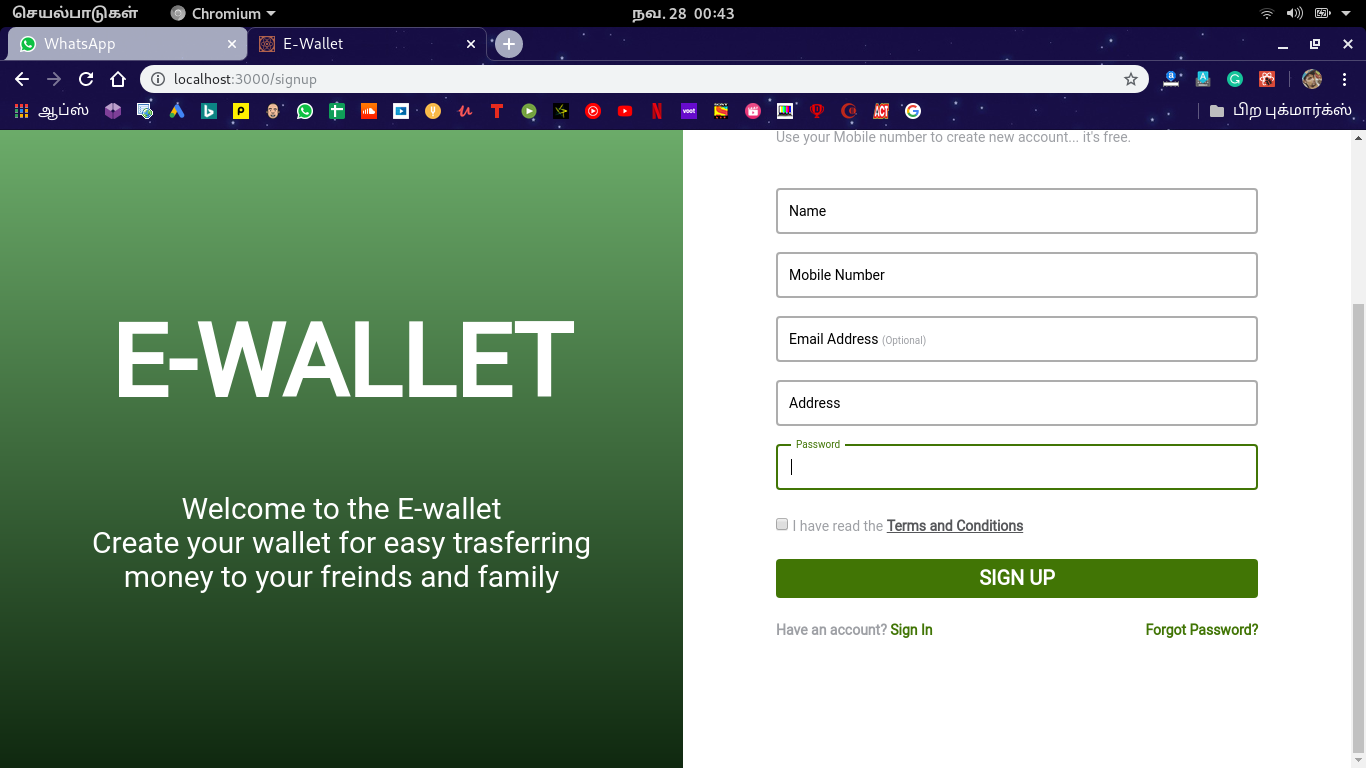 செயல்பாடுகள்
Chromium
நவ. 28 00:43
WhatsApp
E-Wallet
localhost:3000/signup
ஆப்ஸ்
பிற புக்மார்க்ஸ்
Use your Mobile number to create new account... it's free.
Name
Mobile Number
Email Address (Optional)
Address
Password
I have read the Terms and Conditions
SIGN UP
Have an account? Sign In
Forgot Password?
E-WALLET
Welcome to the E-wallet
Create your wallet for easy trasferring
money to your freinds and family